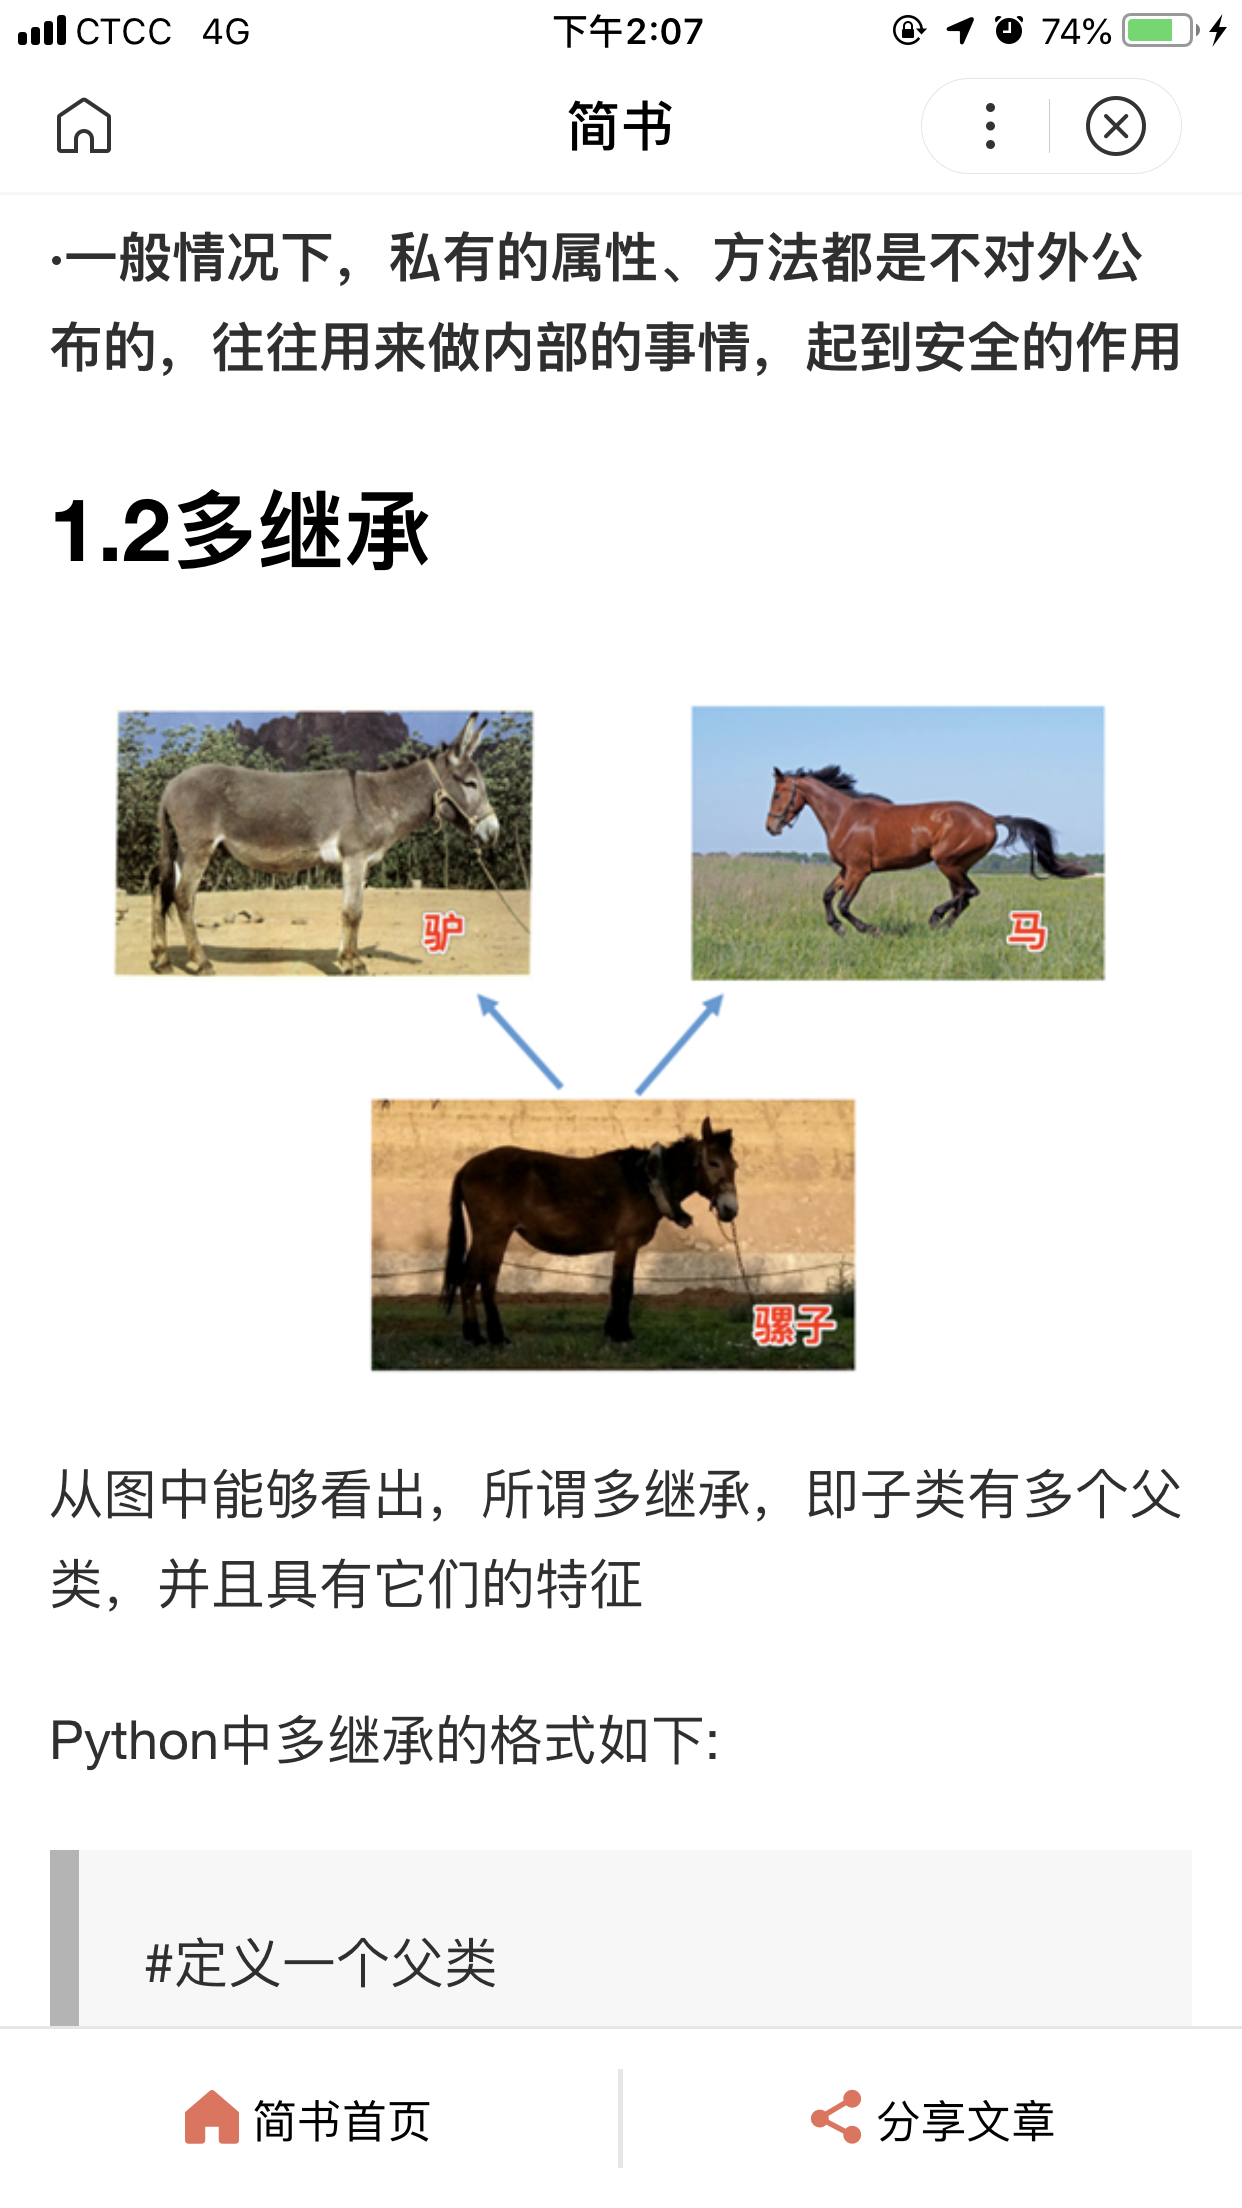 CTCC 4G 下午2:07 74%
简书
·一般情况下，私有的属性、方法都是不对外公
布的，往往用来做内部的事情，起到安全的作用
1.2多继承
驴
马
骡子
从图中能够看出，所谓多继承，即子类有多个父
类，并且具有它们的特征
Python中多继承的格式如下:
#定义一个父类
简书首页
分享文章